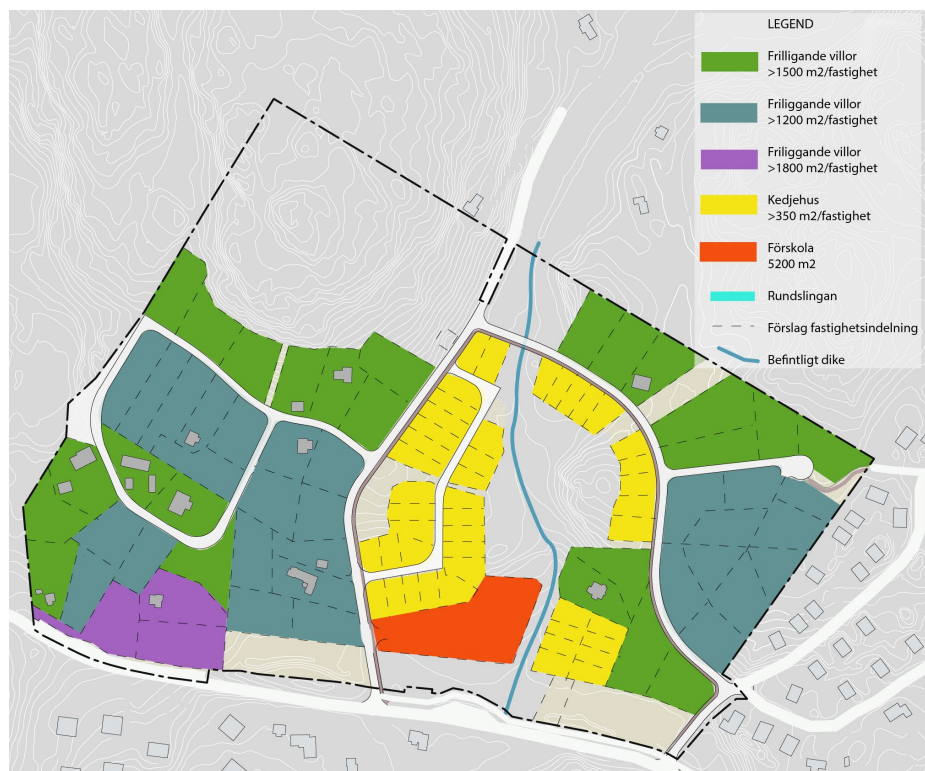 LEGEND
Frilligande villor
>1500 m2/fastighet
Friliggande villor
>1200 m2/fastighet
Friliggande villor
>1800 m2/fastighet
Kedjehus
>350 m2/fastighet
Förskola
5200 m2
Rundslingan
Förslag fastighetsindelning
Befintligt dike